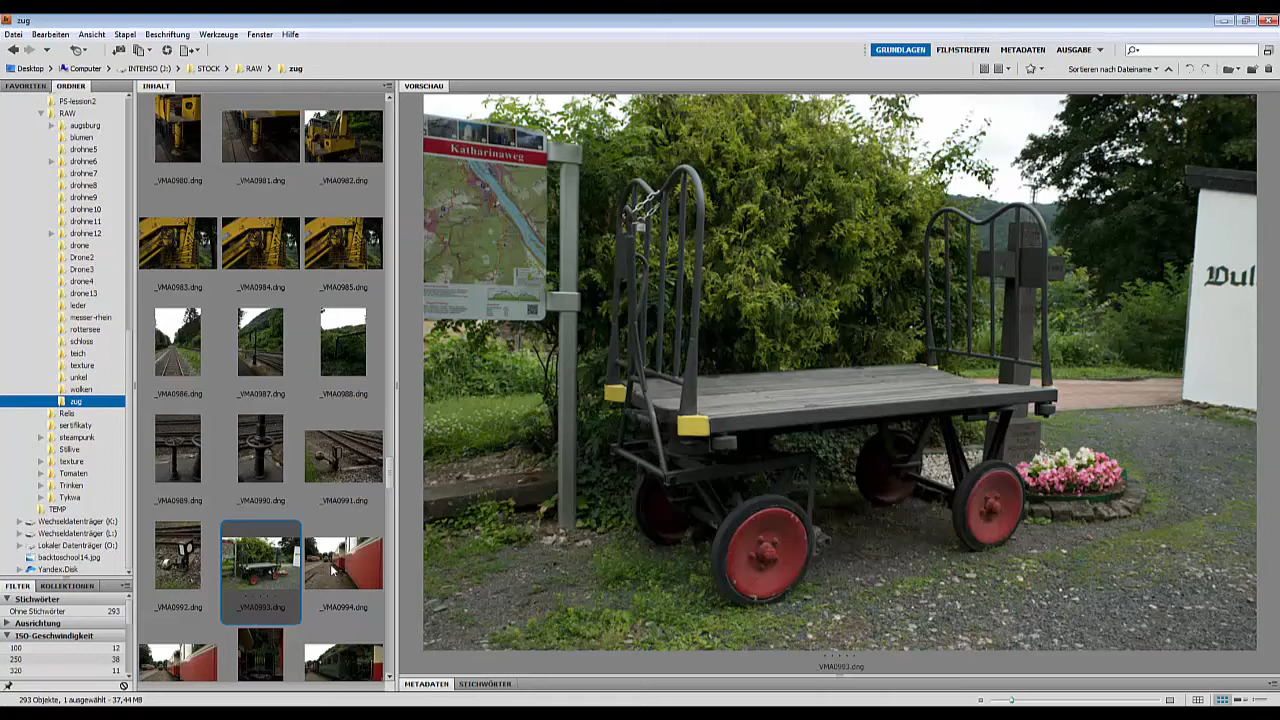 zug
Datei Bearbeiten Ansicht Stapel Beschriftung Werkzeuge Fenster Hilfe
GRUNDLAGEN FILMSTREIFEN METADATEN AUSGABE
Desktop Computer INTENSO (J:) STOCK RAW zug
Sortieren nach Dateiname
FAVORITEN ORDNER
INHALT
VORSCHAU
PS-lession2
RAW
augsburg
blumen
drohne5
drohne6
drohne7
drohne8
drohne9
drohne10
drohne11
drohne12
drone
Drone2
Drone3
Drone4
drone13
leder
messer-rhein
rottersee
schloss
teich
texture
unkel
wolken
zug
Relis
sertifikaty
steampunk
Stillive
texture
Tomaten
Trinken
Tykwa
TEMP
Wechseldatenträger (K:)
Wechseldatenträger (L:)
Lokaler Datenträger (O:)
backtoschool14.jpg
Yandex.Disk
FILTER KOLLEKTIONEN
Stichwörter
Ohne Stichwörter 293
Ausrichtung
ISO-Geschwindigkeit
100 12
250 38
320 11
_VMA0980.dng _VMA0981.dng _VMA0982.dng
_VMA0983.dng _VMA0984.dng _VMA0985.dng
_VMA0986.dng _VMA0987.dng _VMA0988.dng
_VMA0989.dng _VMA0990.dng _VMA0991.dng
_VMA0992.dng _VMA0993.dng _VMA0994.dng
Katharinaweg
_VMA0993.dng
METADATEN STICHWÖRTER
293 Objekte, 1 ausgewählt - 37,44 MB